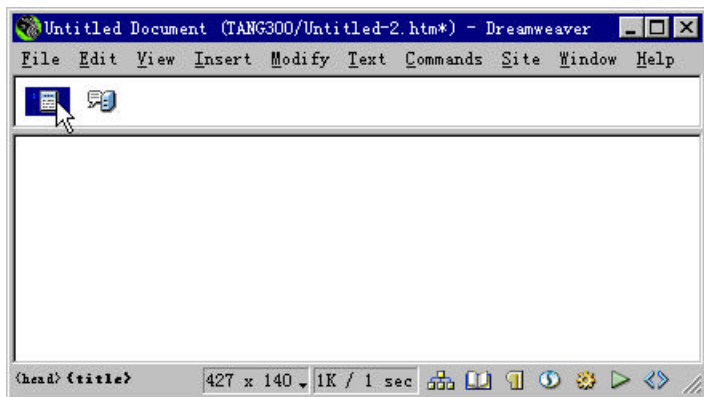 Untitled Document (TANG300/Untitled-2.htm*) - Dreamweaver
File Edit View Insert Modify Text Commands Site Window Help
<head> <title> 427 x 140 1K / 1 sec